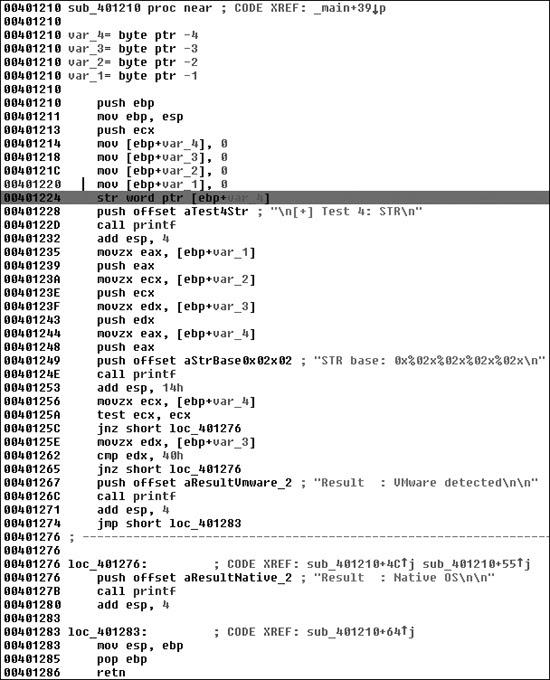 00401210 sub_401210 proc near ; CODE XREF: _main+39↓p
00401210
00401210 var_4= byte ptr -4
00401210 var_3= byte ptr -3
00401210 var_2= byte ptr -2
00401210 var_1= byte ptr -1
00401210
00401210 push ebp
00401211 mov ebp, esp
00401213 push ecx
00401214 mov [ebp+var_4], 0
00401218 mov [ebp+var_3], 0
0040121C mov [ebp+var_2], 0
00401220 mov [ebp+var_1], 0
00401224 str word ptr [ebp+var_4]
00401228 push offset aTest4Str ; "\n[+] Test 4: STR\n"
0040122D call printf
00401232 add esp, 4
00401235 movzx eax, [ebp+var_1]
00401239 push eax
0040123A movzx ecx, [ebp+var_2]
0040123E push ecx
0040123F movzx edx, [ebp+var_3]
00401243 push edx
00401244 movzx eax, [ebp+var_4]
00401248 push eax
00401249 push offset aStrBase0x02x02 ; "STR base: 0x%02x%02x%02x%02x\n"
0040124E call printf
00401253 add esp, 14h
00401256 movzx ecx, [ebp+var_4]
0040125A test ecx, ecx
0040125C jnz short loc_401276
0040125E movzx edx, [ebp+var_3]
00401262 cmp edx, 40h
00401265 jnz short loc_401276
00401267 push offset aResultVmware_2 ; "Result : VMware detected\n\n"
0040126C call printf
00401271 add esp, 4
00401274 jmp short loc_401283
00401276 ; ---------------------------------------------------------------
00401276
00401276 loc_401276: ; CODE XREF: sub_401210+4C↑j sub_401210+55↑j
00401276 push offset aResultNative_2 ; "Result : Native OS\n\n"
0040127B call printf
00401280 add esp, 4
00401283
00401283 loc_401283: ; CODE XREF: sub_401210+64↑j
00401283 mov esp, ebp
00401285 pop ebp
00401286 retn